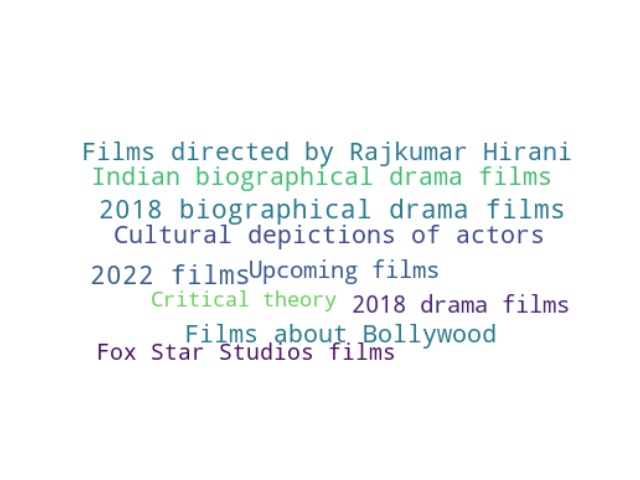 Films directed by Rajkumar Hirani
Indian biographical drama films
2018 biographical drama films
Cultural depictions of actors
2022 films
Upcoming films
Critical theory
2018 drama films
Films about Bollywood
Fox Star Studios films